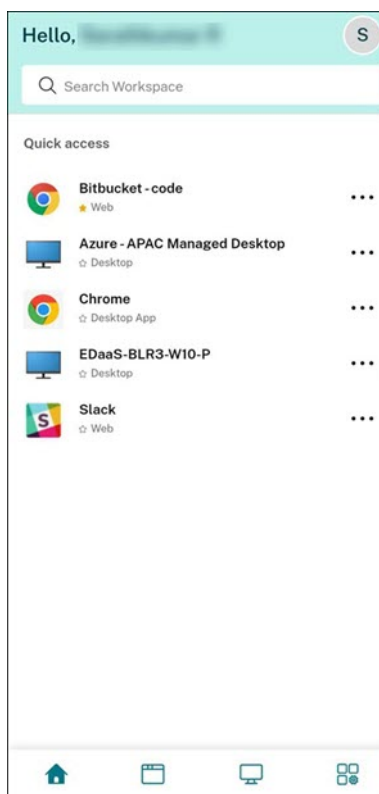 Hello,
S
Search Workspace
Quick access
Bitbucket - code
Web
Azure - APAC Managed Desktop
Desktop
Chrome
Desktop App
EDaaS-BLR3-W10-P
Desktop
S
Slack
Web